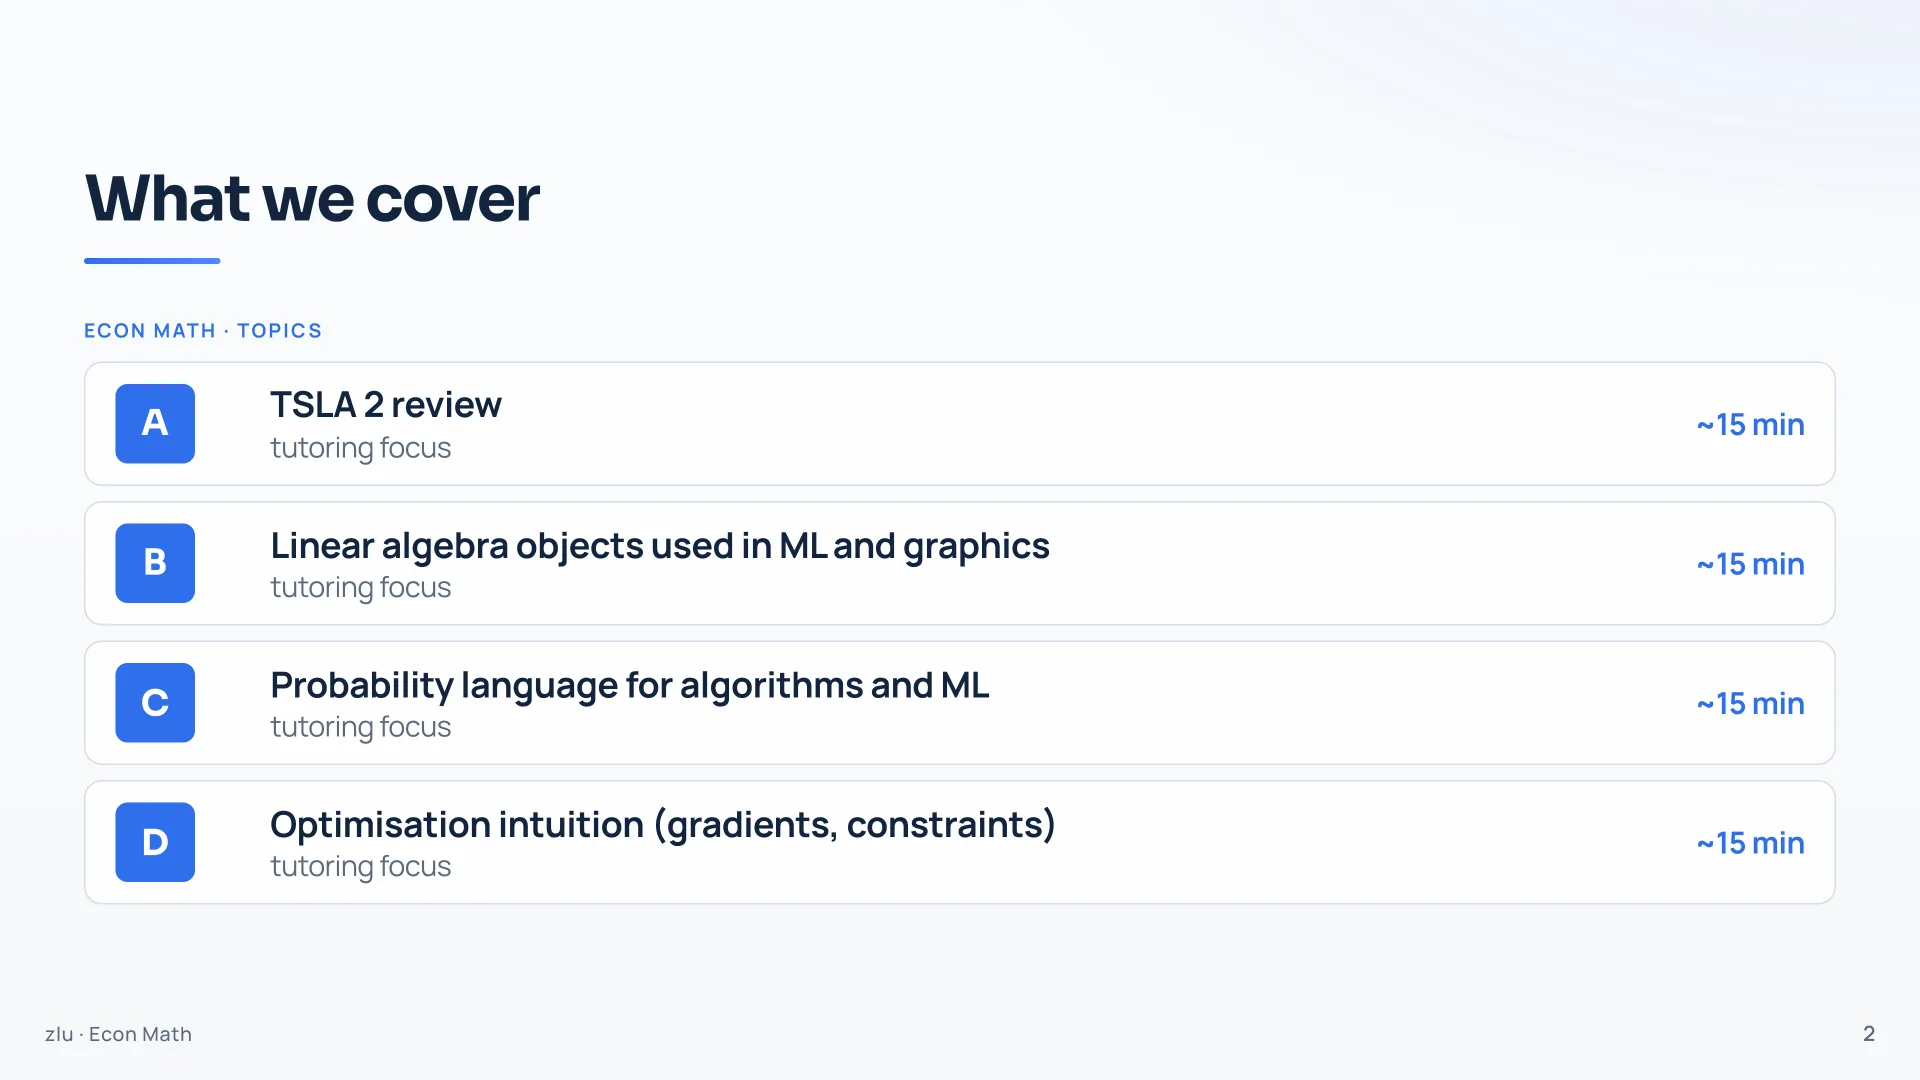 What we cover
ECON MATH · TOPICS
A
TSLA 2 review
tutoring focus
~15 min
B
Linear algebra objects used in ML and graphics
tutoring focus
~15 min
C
Probability language for algorithms and ML
tutoring focus
~15 min
D
Optimisation intuition (gradients, constraints)
tutoring focus
~15 min
zlu · Econ Math
2